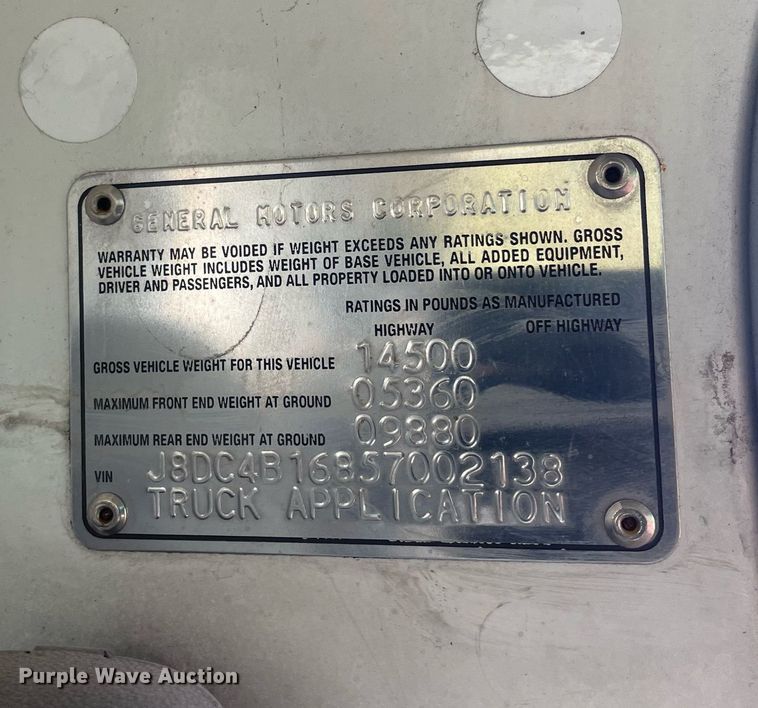 GENERAL MOTORS CORPORATION
WARRANTY MAY BE VOIDED IF WEIGHT EXCEEDS ANY RATINGS SHOWN. GROSS
VEHICLE WEIGHT INCLUDES WEIGHT OF BASE VEHICLE, ALL ADDED EQUIPMENT,
DRIVER AND PASSENGERS, AND ALL PROPERTY LOADED INTO OR ONTO VEHICLE.
RATINGS IN POUNDS AS MANUFACTURED
HIGHWAY OFF HIGHWAY
GROSS VEHICLE WEIGHT FOR THIS VEHICLE 14500
MAXIMUM FRONT END WEIGHT AT GROUND 05360
MAXIMUM REAR END WEIGHT AT GROUND 09880
VIN J8DC4B16857002138
TRUCK APPLICATION
Purple Wave Auction